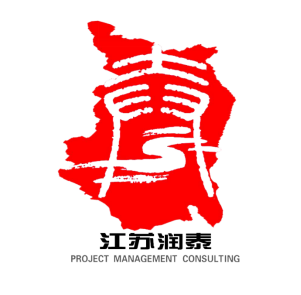 江苏润泰
PROJECT MANAGEMENT CONSULTING